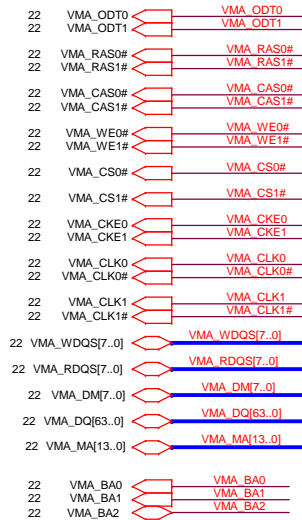 22 VMA_ODT0 VMA_ODT0
22 VMA_ODT1 VMA_ODT1
22 VMA_RAS0# VMA_RAS0#
22 VMA_RAS1# VMA_RAS1#
22 VMA_CAS0# VMA_CAS0#
22 VMA_CAS1# VMA_CAS1#
22 VMA_WE0# VMA_WE0#
22 VMA_WE1# VMA_WE1#
22 VMA_CS0# VMA_CS0#
22 VMA_CS1# VMA_CS1#
22 VMA_CKE0 VMA_CKE0
22 VMA_CKE1 VMA_CKE1
22 VMA_CLK0 VMA_CLK0
22 VMA_CLK0# VMA_CLK0#
22 VMA_CLK1 VMA_CLK1
22 VMA_CLK1# VMA_CLK1#
22 VMA_WDQS[7..0] VMA_WDQS[7..0]
22 VMA_RDQS[7..0] VMA_RDQS[7..0]
22 VMA_DM[7..0] VMA_DM[7..0]
22 VMA_DQ[63..0] VMA_DQ[63..0]
22 VMA_MA[13..0] VMA_MA[13..0]
22 VMA_BA0 VMA_BA0
22 VMA_BA1 VMA_BA1
22 VMA_BA2 VMA_BA2